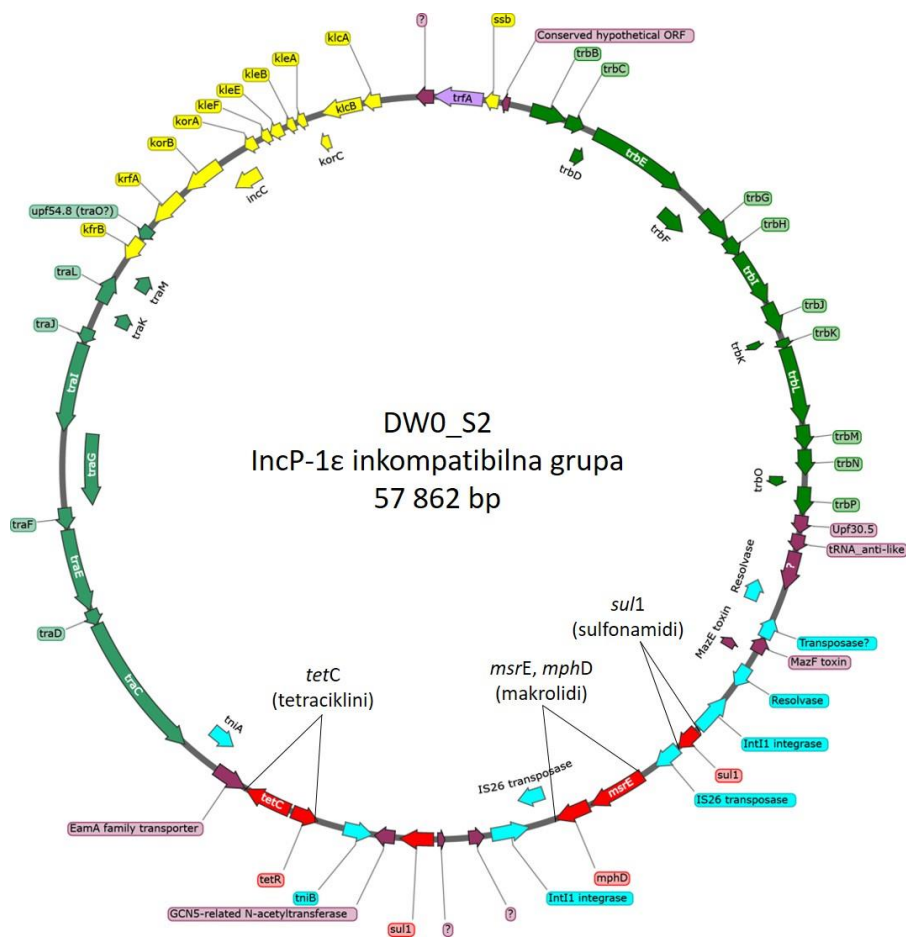 ?
ssb
Conserved hypothetical ORF
klcA
trfA
trbB
kleA
trbC
kleB
klcB
kleE
kleF
korA
korC
trbD
trbE
korB
incC
krfA
trbF
trbG
upf54.8 (traO?)
trbH
kfrB
trbI
traL
traM
trbJ
traJ
traK
trbK
trbK
traI
trbL
DW0_S2
IncP-1ε inkompatibilna grupa
57 862 bp
traG
trbM
trbN
trbO
trbP
traF
Upf30.5
tRNA_anti-like
traE
?
Resolvase
traD
MazE toxin
Transposase?
MazF toxin
sul1
(sulfonamidi)
traC
msrE, mphD
(makrolidi)
tetC
(tetraciklini)
Resolvase
tniA
IntI1 integrase
sul1
IS26 transposase
IS26 transposase
msrE
EamA family transporter
tetC
tetR
mphD
tniB
IntI1 integrase
GCN5-related N-acetyltransferase
?
sul1
?